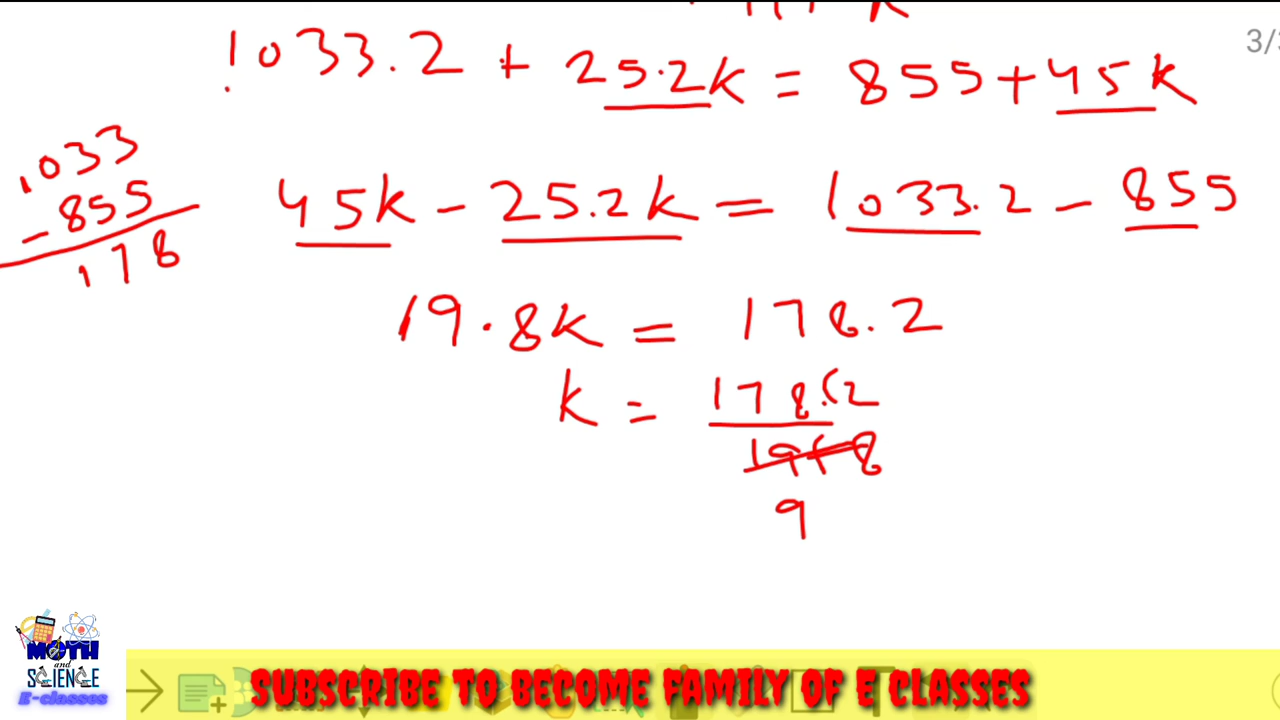 3/3
1033.2 + 25.2k = 855 + 45k
1033
- 855
178
45k - 25.2k = 1033.2 - 855
19.8k = 178.2
k = 178.2
19.8
9
MOTH
and
SCIENCE
E-classes
SUBSCRIBE TO BECOME FAMILY OF E CLASSES